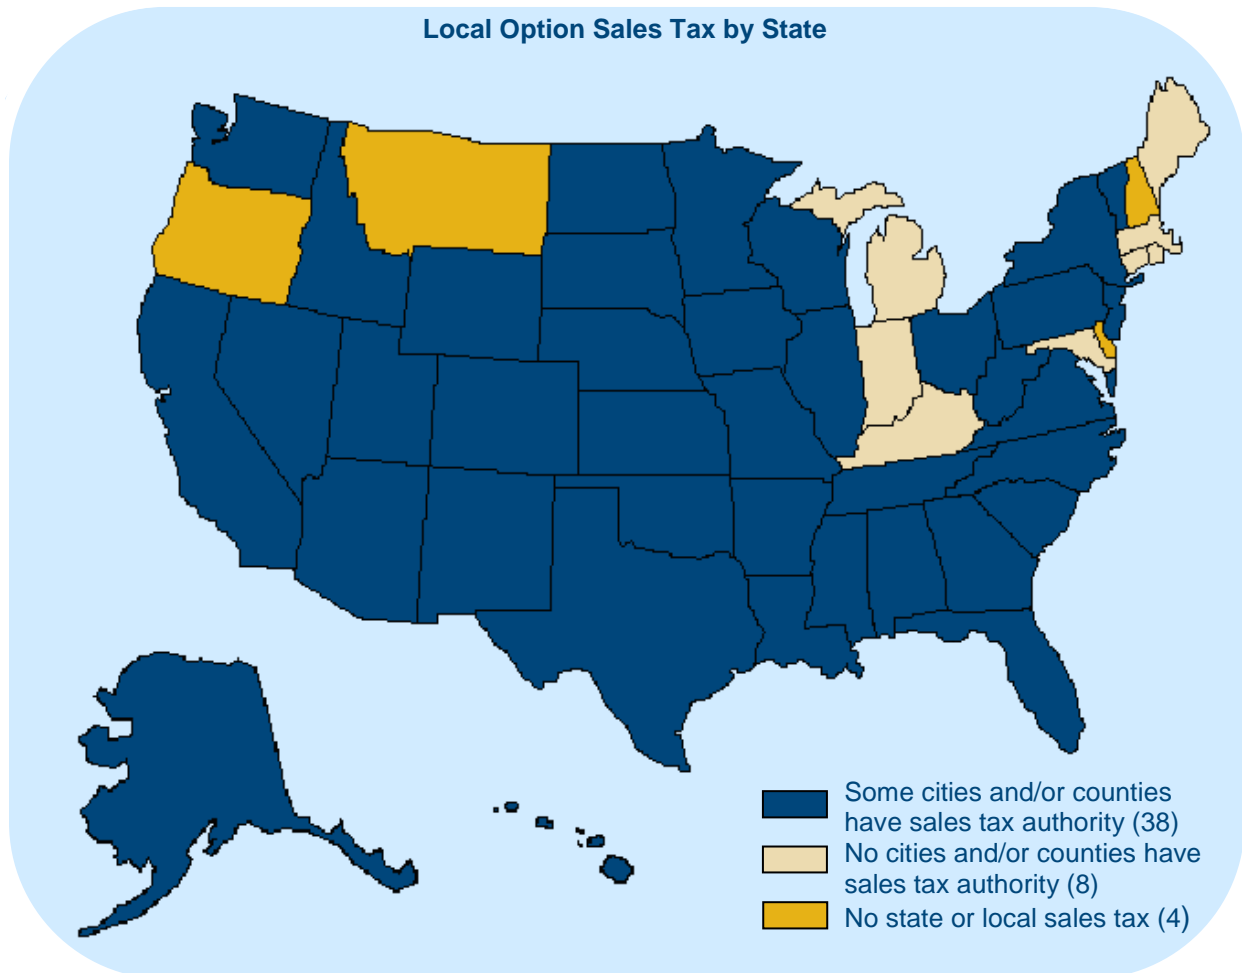 Local Option Sales Tax by State
Some cities and/or counties
have sales tax authority (38)
No cities and/or counties have
sales tax authority (8)
No state or local sales tax (4)